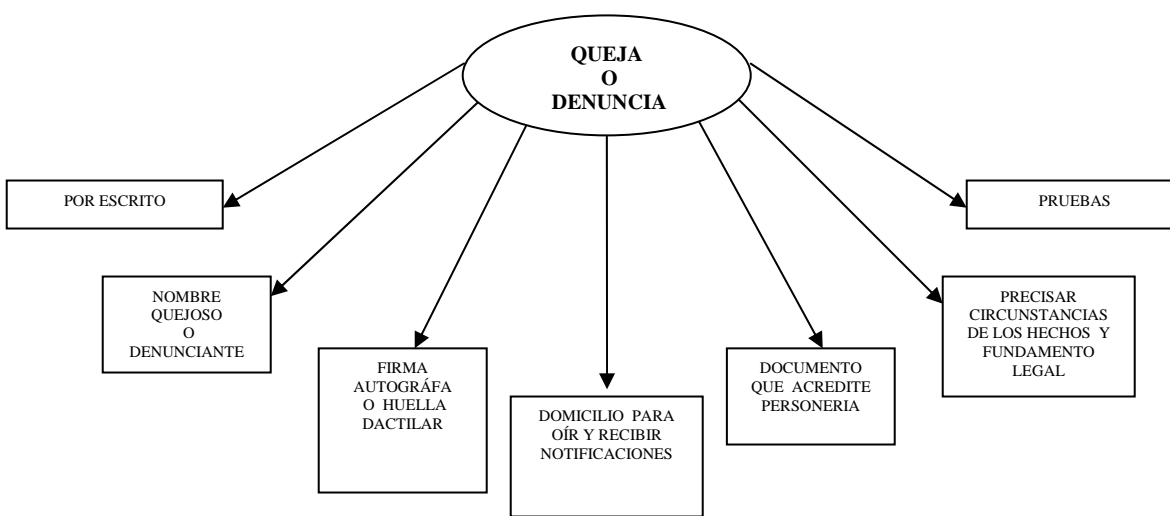 QUEJA
O
DENUNCIA
POR ESCRITO
NOMBRE
QUEJOSO
O
DENUNCIANTE
FIRMA
AUTOGRÁFA
O HUELLA
DACTILAR
DOMICILIO PARA
OÍR Y RECIBIR
NOTIFICACIONES
DOCUMENTO
QUE ACREDITE
PERSONERIA
PRECISAR
CIRCUNSTANCIAS
DE LOS HECHOS Y
FUNDAMENTO
LEGAL
PRUEBAS